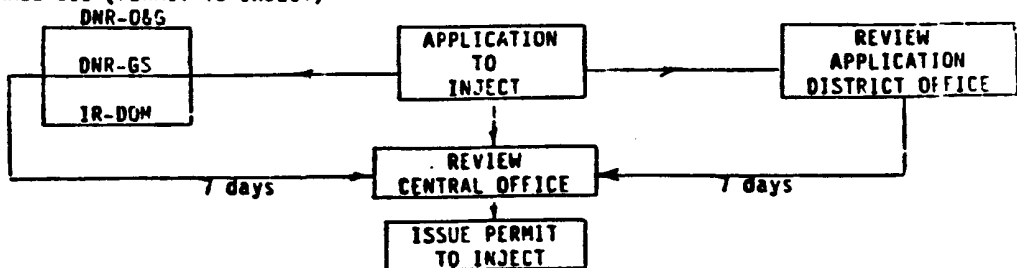 DNR-O&G
DNR-GS
IR-DOM
APPLICATION
TO
INJECT
REVIEW
APPLICATION
DISTRICT OFFICE
REVIEW
CENTRAL OFFICE
7 days
7 days
ISSUE PERMIT
TO INJECT